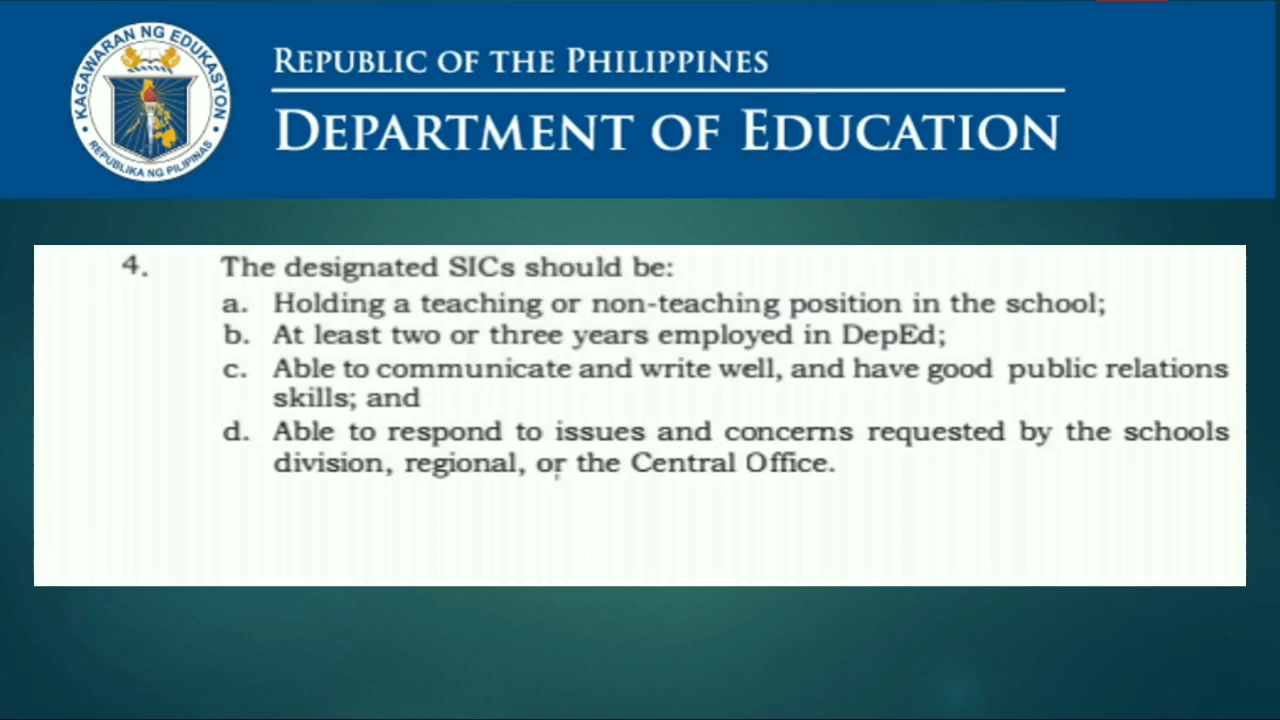 KAGAWARAN NG EDUKASYON
REPUBLIKA NG PILIPINAS
REPUBLIC OF THE PHILIPPINES
DEPARTMENT OF EDUCATION
4. The designated SICs should be:
a. Holding a teaching or non-teaching position in the school;
b. At least two or three years employed in DepEd;
c. Able to communicate and write well, and have good public relations
skills; and
d. Able to respond to issues and concerns requested by the schools
division, regional, or the Central Office.